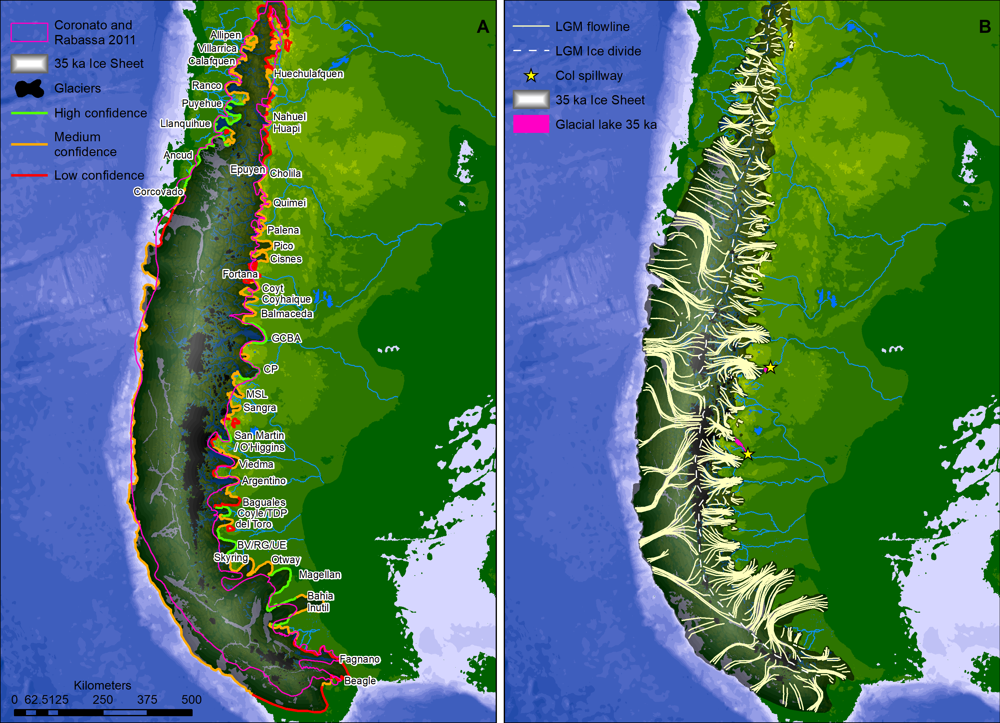 A
Coronato and
Rabassa 2011
35 ka Ice Sheet
Glaciers
High confidence
Medium
confidence
Low confidence
Allipen
Villarrica
Calafquen
Huechulafquen
Ranco
Puyehue
Nahuel
Huapi
Llanquihue
Ancud
Epuyen
Cholila
Corcovado
Quimei
Palena
Pico
Cisnes
Fortana
Coyt
Coyhaique
Balmaceda
GCBA
CP
MSL
Sangra
San Martin
/ O'Higgins
Viedma
Argentino
Baguales
Coyle/TDP
del Toro
BV/RG/UE
Skyring
Otway
Magellan
Bahia
Inutil
Fagnano
Beagle
Kilometers
0 62.5125 250 375 500
B
LGM flowline
LGM Ice divide
Col spillway
35 ka Ice Sheet
Glacial lake 35 ka